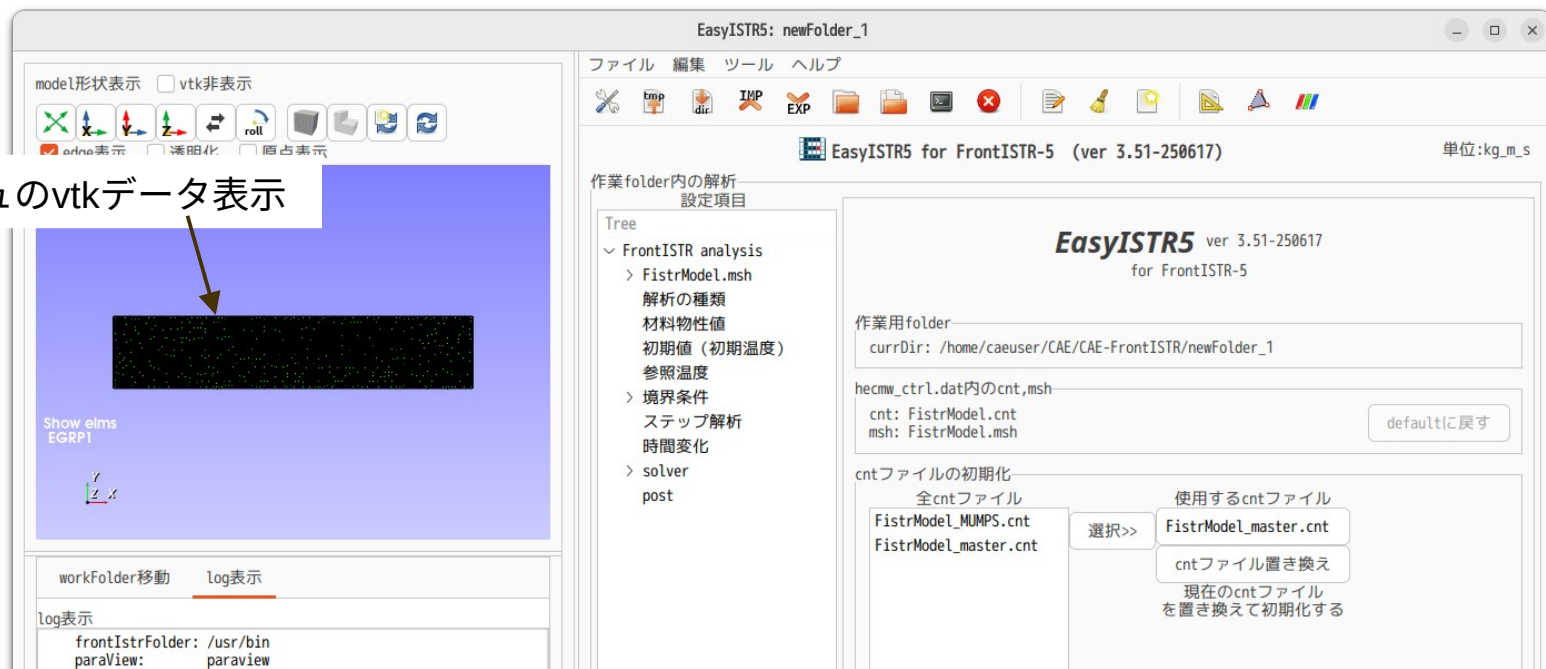 EasyISTR5: newFolder_1
model形状表示 vtk非表示
roll
edge表示 透明化 原点表示
のvtkデータ表示
Show elms
EGRP1
Y
Z X
workFolder移動 log表示
log表示
frontIstrFolder: /usr/bin
paraView: paraview
ファイル 編集 ツール ヘルプ
tmp dir IMP EXP
EasyISTR5 for FrontISTR-5 (ver 3.51-250617) 単位:kg_m_s
作業folder内の解析
設定項目
Tree
FrontISTR analysis
FistrModel.msh
解析の種類
材料物性値
初期値(初期温度)
参照温度
境界条件
ステップ解析
時間変化
solver
post
EasyISTR5 ver 3.51-250617
for FrontISTR-5
作業用folder
currDir: /home/caeuser/CAE/CAE-FrontISTR/newFolder_1
hecmw_ctrl.dat内のcnt,msh
cnt: FistrModel.cnt
msh: FistrModel.msh
defaultに戻す
cntファイルの初期化
全cntファイル
FistrModel_MUMPS.cnt
FistrModel_master.cnt
選択>>
使用するcntファイル
FistrModel_master.cnt
cntファイル置き換え
現在のcntファイル
を置き換えて初期化する